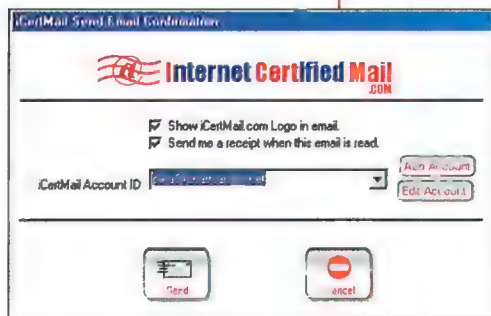 iCertMail Send Email Confirmation
Internet Certified Mail
.COM
Show iCertMail.com Logo in email.
Send me a receipt when this email is read.
Add Account
iCertMail Account ID
Edit Account
Send
Cancel